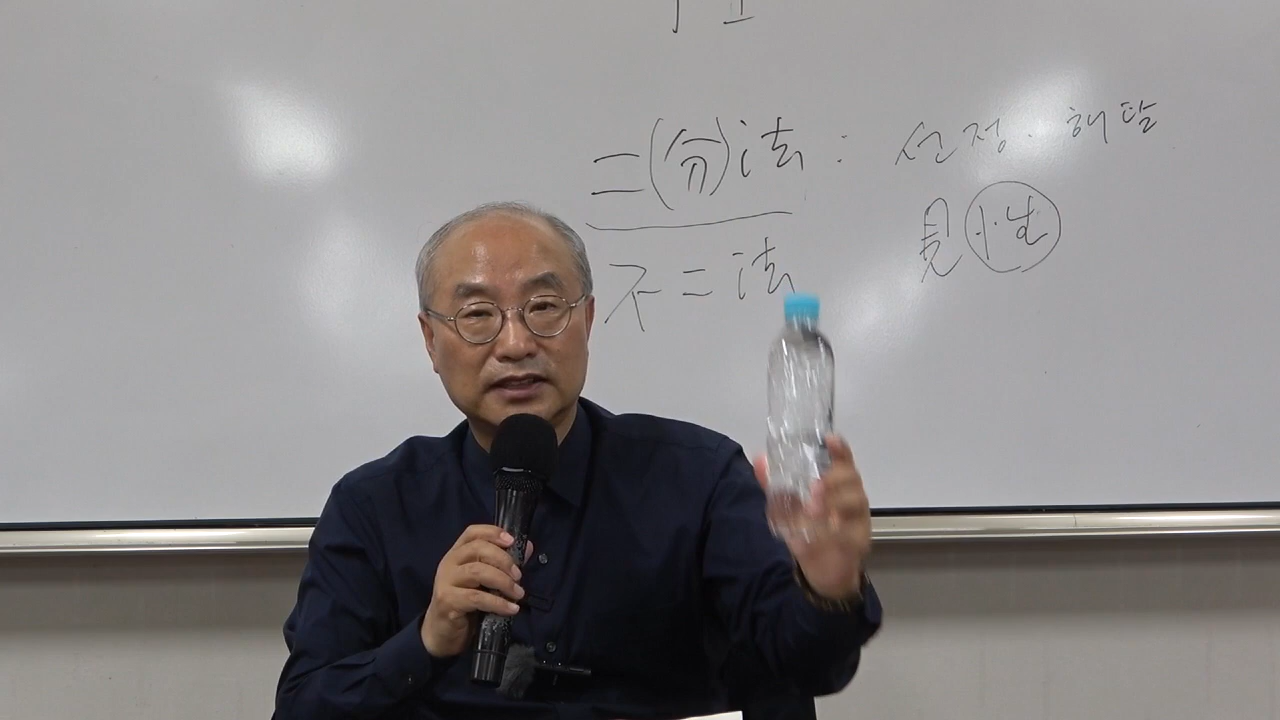 二(分)法 : 선정. 해탈
見性
不二法